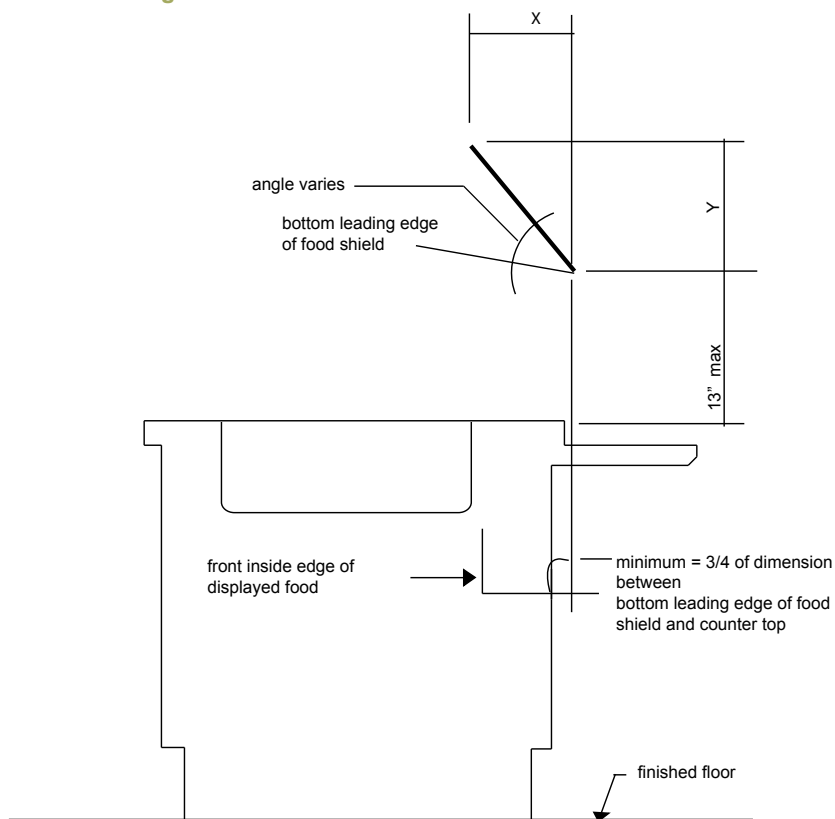 X
angle varies
bottom leading edge
of food shield
Y
13” max
front inside edge of
displayed food
minimum = 3/4 of dimension
between
bottom leading edge of food
shield and counter top
finished floor